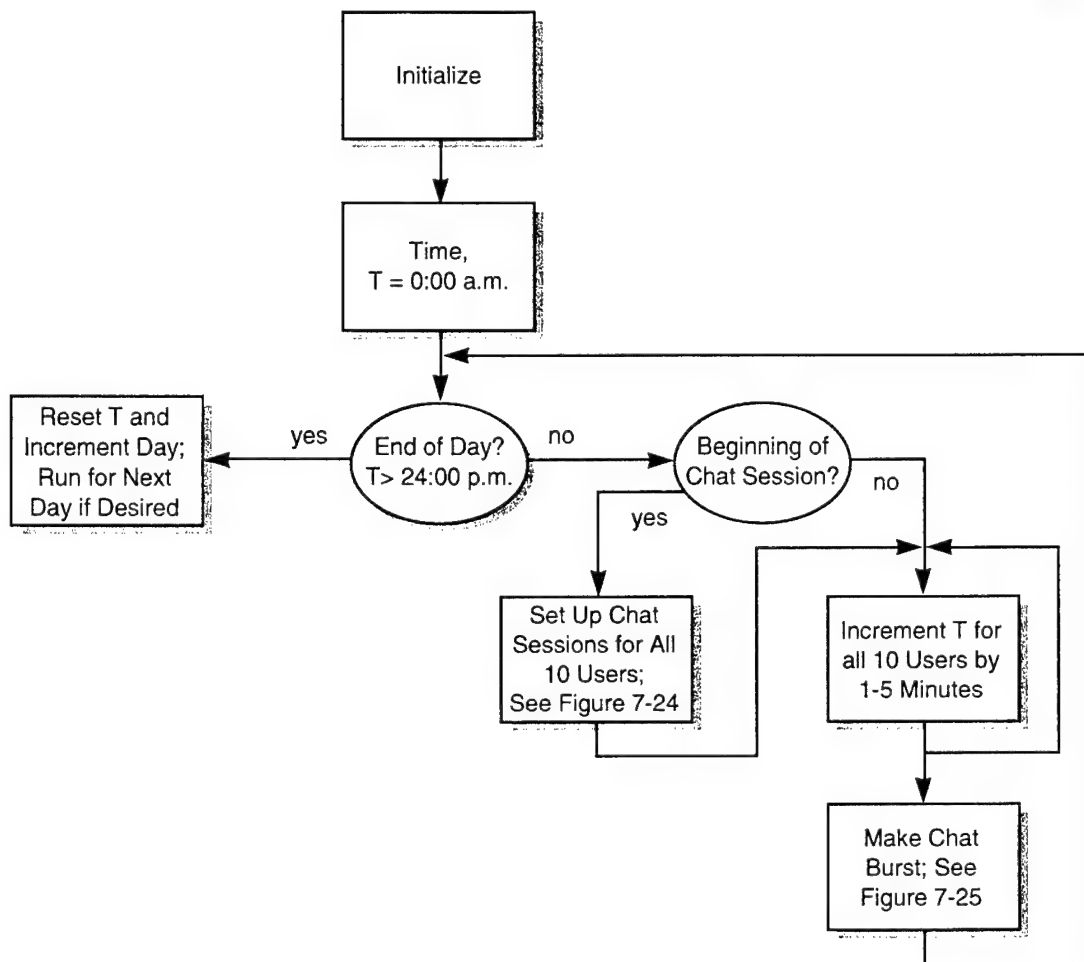 Initialize
Time,
T = 0:00 a.m.
Reset T and
Increment Day;
Run for Next
Day if Desired
yes
End of Day?
T> 24:00 p.m.
no
Beginning of
Chat Session?
yes
no
Set Up Chat
Sessions for All
10 Users;
See Figure 7-24
Increment T for
all 10 Users by
1-5 Minutes
Make Chat
Burst; See
Figure 7-25